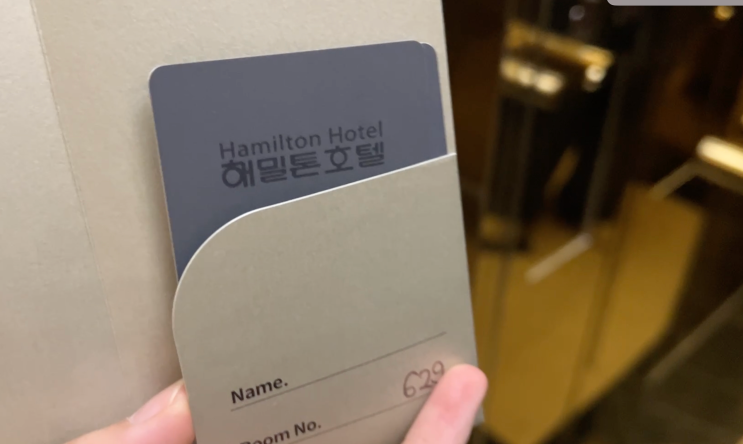 Hamilton Hotel
해밀톤호텔
Name.
629
Room No.